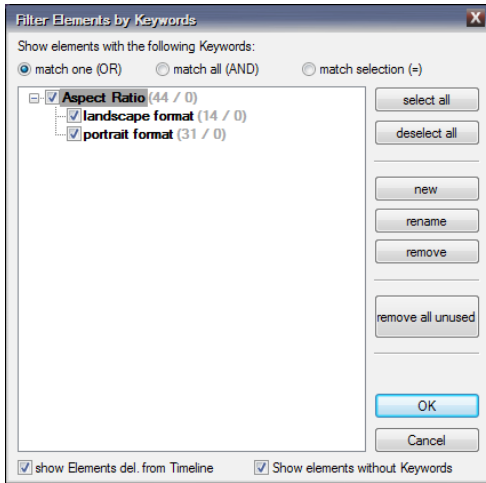 Filter Elements by Keywords
X
Show elements with the following Keywords:
match one (OR) match all (AND) match selection (=)
Aspect Ratio (44 / 0)
landscape format (14 / 0)
portrait format (31 / 0)
select all
deselect all
new
rename
remove
remove all unused
OK
Cancel
show Elements del. from Timeline Show elements without Keywords